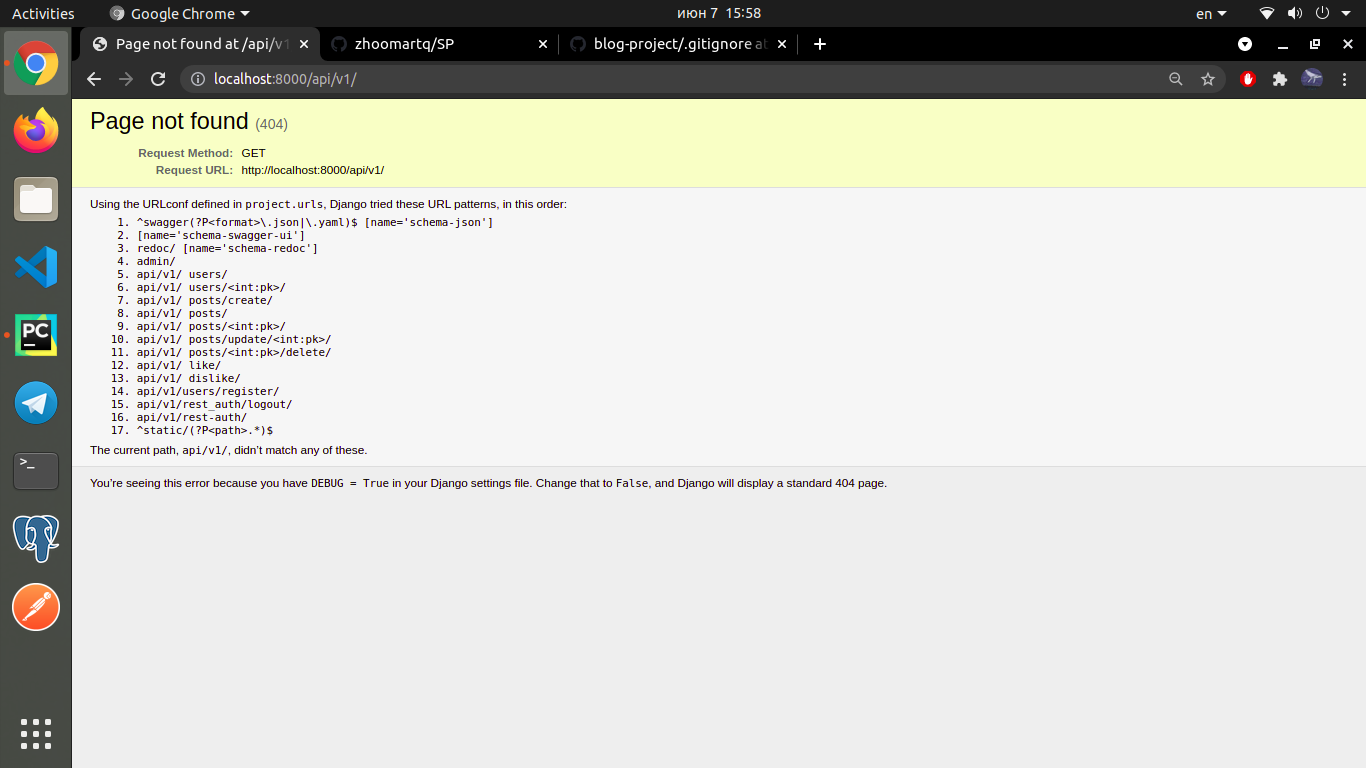 Activities Google Chrome июн 7 15:58 en
Page not found at /api/v1 zhoomartq/SP blog-project/.gitignore at
localhost:8000/api/v1/
Page not found (404)
Request Method: GET
Request URL: http://localhost:8000/api/v1/
Using the URLconf defined in project.urls, Django tried these URL patterns, in this order:
1. ^swagger(?P<format>\.json|\.yaml)$ [name='schema-json']
2. [name='schema-swagger-ui']
3. redoc/ [name='schema-redoc']
4. admin/
5. api/v1/ users/
6. api/v1/ users/<int:pk>/
7. api/v1/ posts/create/
8. api/v1/ posts/
9. api/v1/ posts/<int:pk>/
10. api/v1/ posts/update/<int:pk>/
11. api/v1/ posts/<int:pk>/delete/
12. api/v1/ like/
13. api/v1/ dislike/
14. api/v1/users/register/
15. api/v1/rest_auth/logout/
16. api/v1/rest-auth/
17. ^static/(?P<path>.*)$
The current path, api/v1/, didn’t match any of these.
You’re seeing this error because you have DEBUG = True in your Django settings file. Change that to False, and Django will display a standard 404 page.
PC
>_